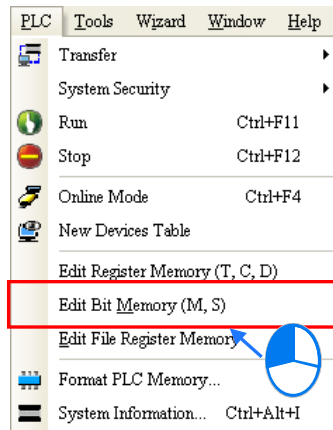 PLC Tools Wizard Window Help
Transfer
System Security
Run Ctrl+F11
Stop Ctrl+F12
Online Mode Ctrl+F4
New Devices Table
Edit Register Memory (T, C, D)
Edit Bit Memory (M, S)
Edit File Register Memory
Format PLC Memory...
System Information... Ctrl+Alt+I